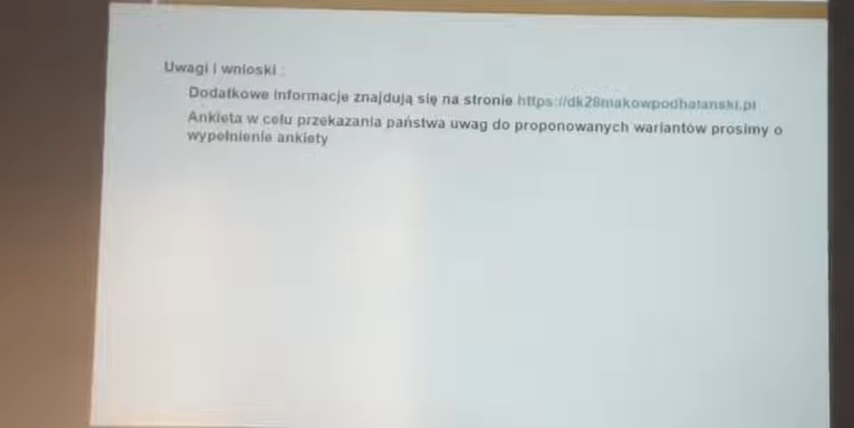 Uwagi i wnioski :
Dodatkowe informacje znajdują się na stronie https://dk28makowpodhalanski.pl
Ankieta w celu przekazania państwa uwag do proponowanych wariantów prosimy o
wypełnienie ankiety